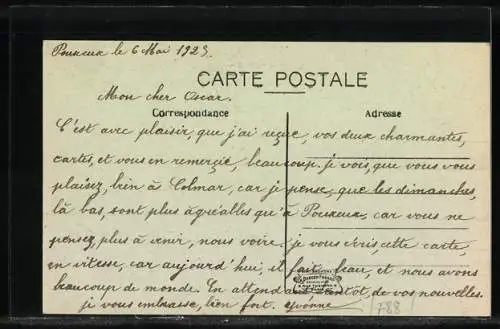 Pouxeux le 6 Mai 1923.
CARTE POSTALE
Mon cher Oscar.
Correspondance Adresse
C'est avec plaisir, que j'ai reçue, vos deux charmantes,
cartes, et vous en remercie, beaucoup. je vois, que vous vous
plaisez, bien à Colmar, car je pense, que les dimanches,
là bas, sont plus agréables qu'à Pouxeux, car vous ne
pensez, plus à venir, nous voire. je vous écris, cette carte,
en vitesse, car aujourd'hui, il fait beau, et nous avons
beaucoup de monde. En attendant bientôt, de vos nouvelles.
je vous embrasse, bien fort. Yvonne
788